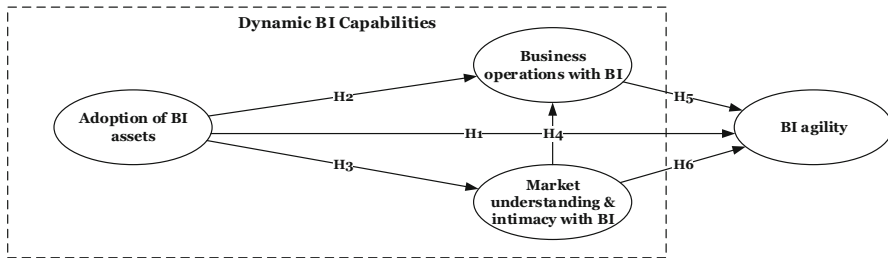 Dynamic BI Capabilities
Business
operations with BI
H2
H5
Adoption of BI
assets
H1
H4
BI agility
H3
H6
Market
understanding &
intimacy with BI